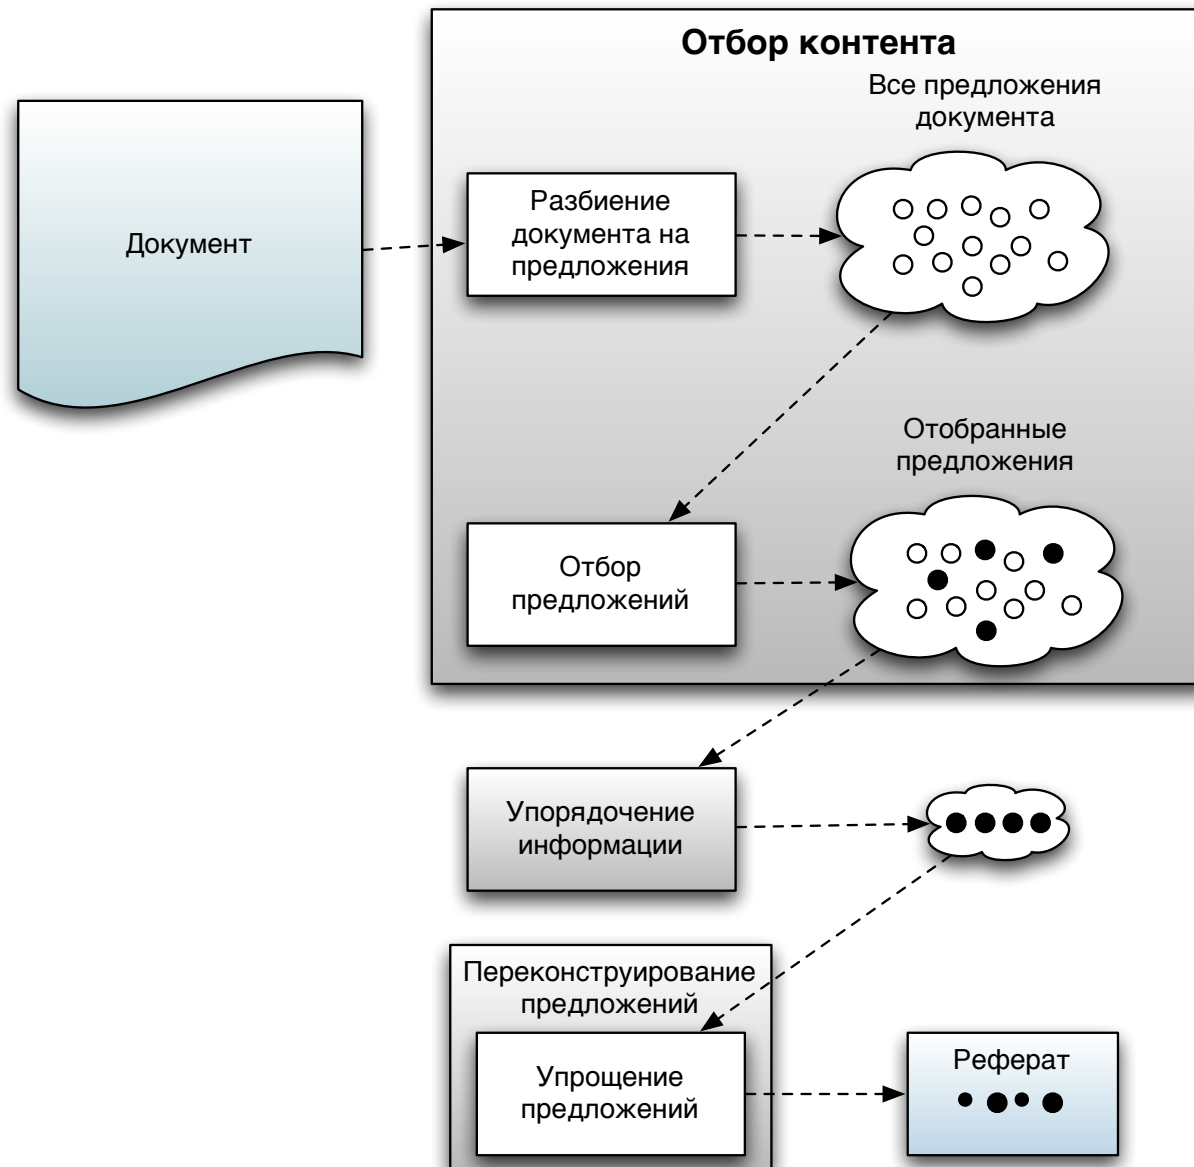 Отбор контента
Все предложения
документа
Документ
Разбиение
документа на
предложения
Отобранные
предложения
Отбор
предложений
Упорядочение
информации
Переконструирование
предложений
Упрощение
предложений
Реферат